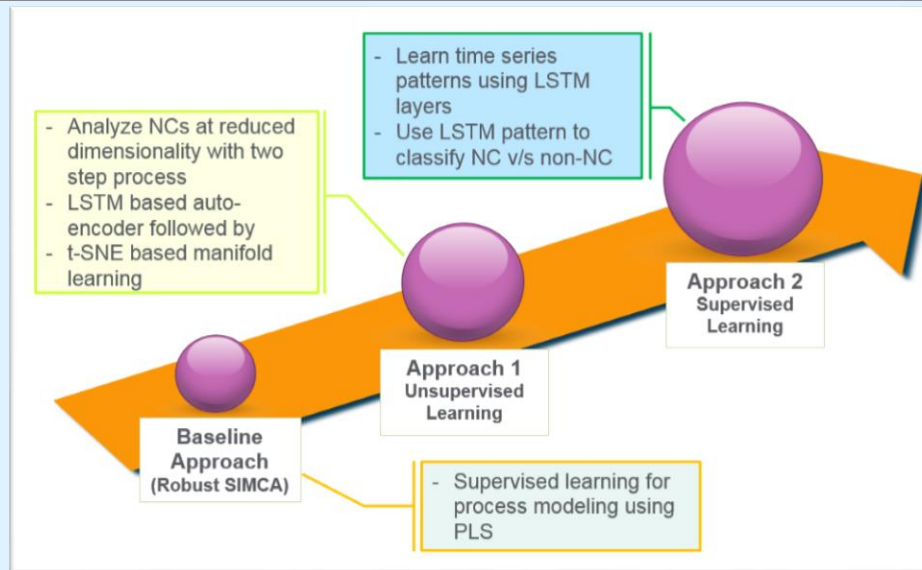 - Learn time series
patterns using LSTM
layers
- Use LSTM pattern to
classify NC v/s non-NC
- Analyze NCs at reduced
dimensionality with two
step process
- LSTM based auto-
encoder followed by
- t-SNE based manifold
learning
Approach 2
Supervised
Learning
Approach 1
Unsupervised
Learning
Baseline
Approach
(Robust SIMCA)
- Supervised learning for
process modeling using
PLS